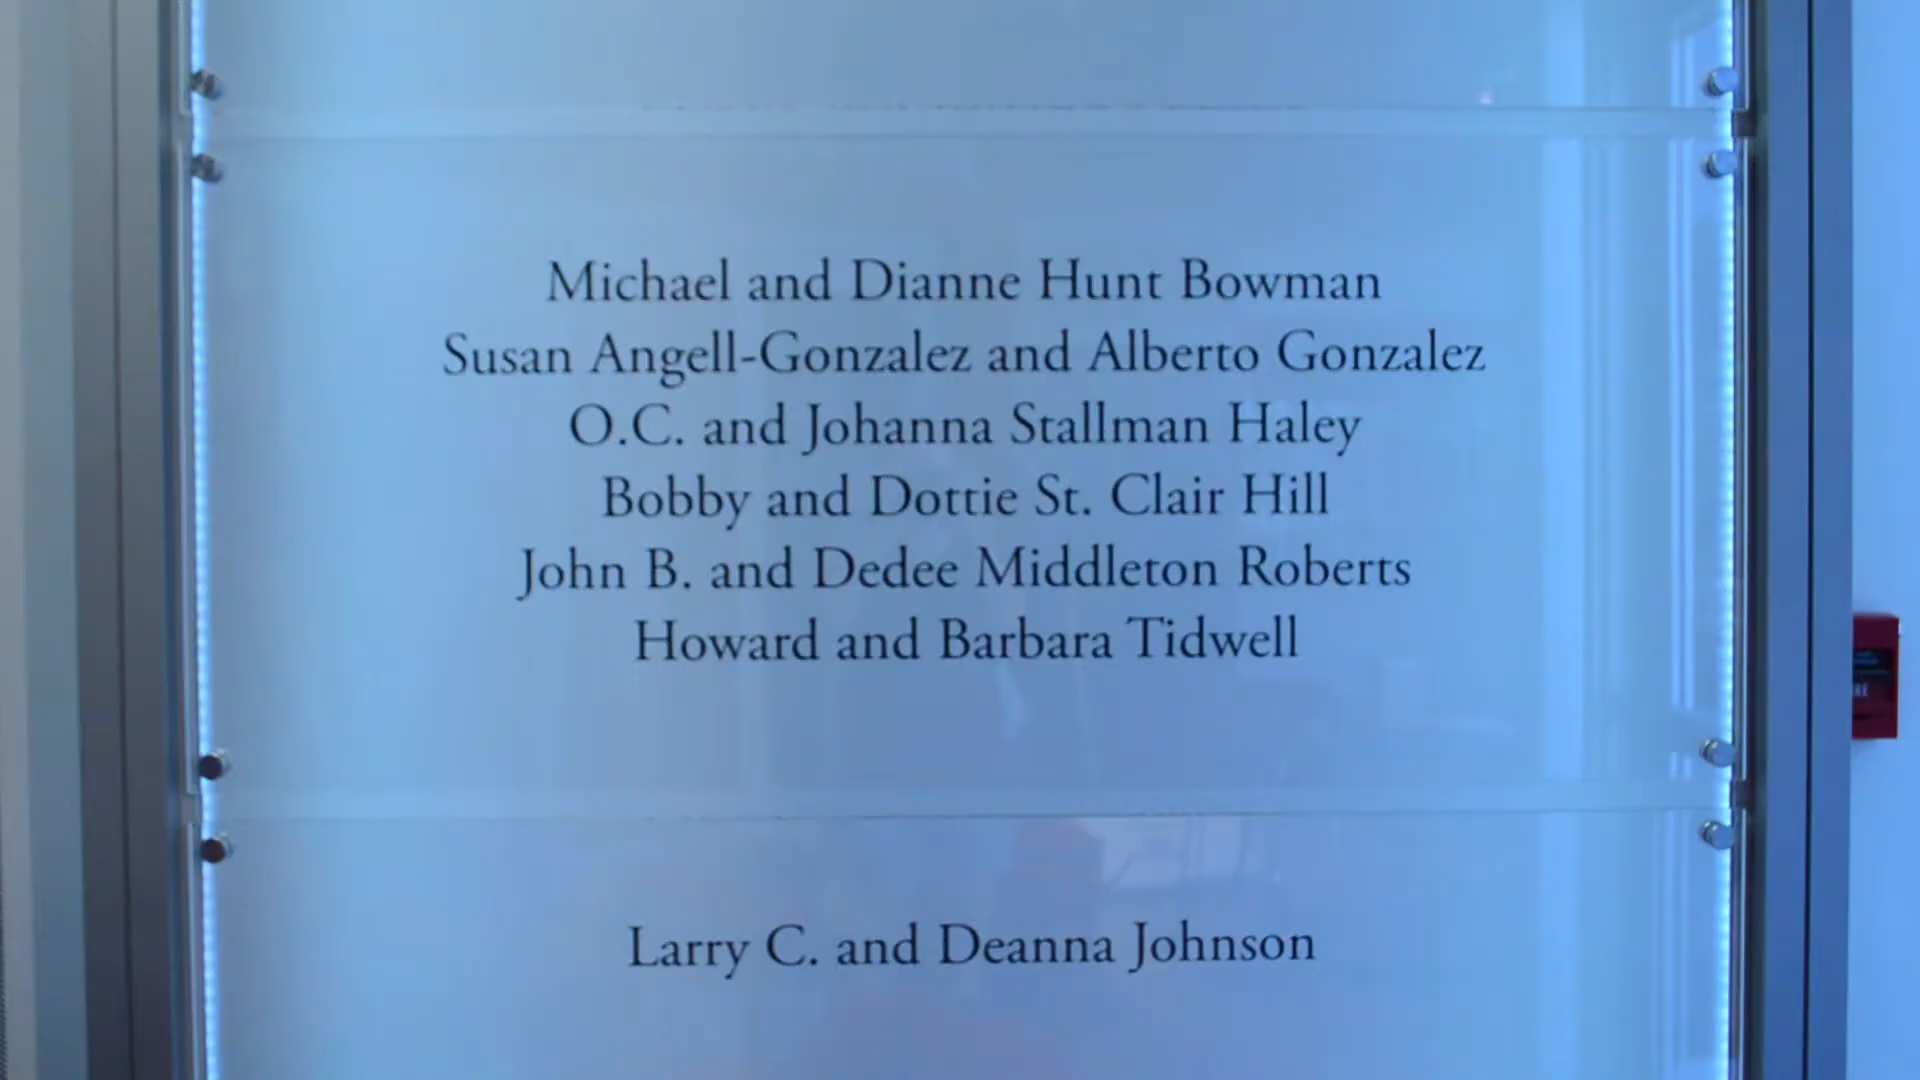 Michael and Dianne Hunt Bowman
Susan Angell-Gonzalez and Alberto Gonzalez
O.C. and Johanna Stallman Haley
Bobby and Dottie St. Clair Hill
John B. and Dedee Middleton Roberts
Howard and Barbara Tidwell
Larry C. and Deanna Johnson